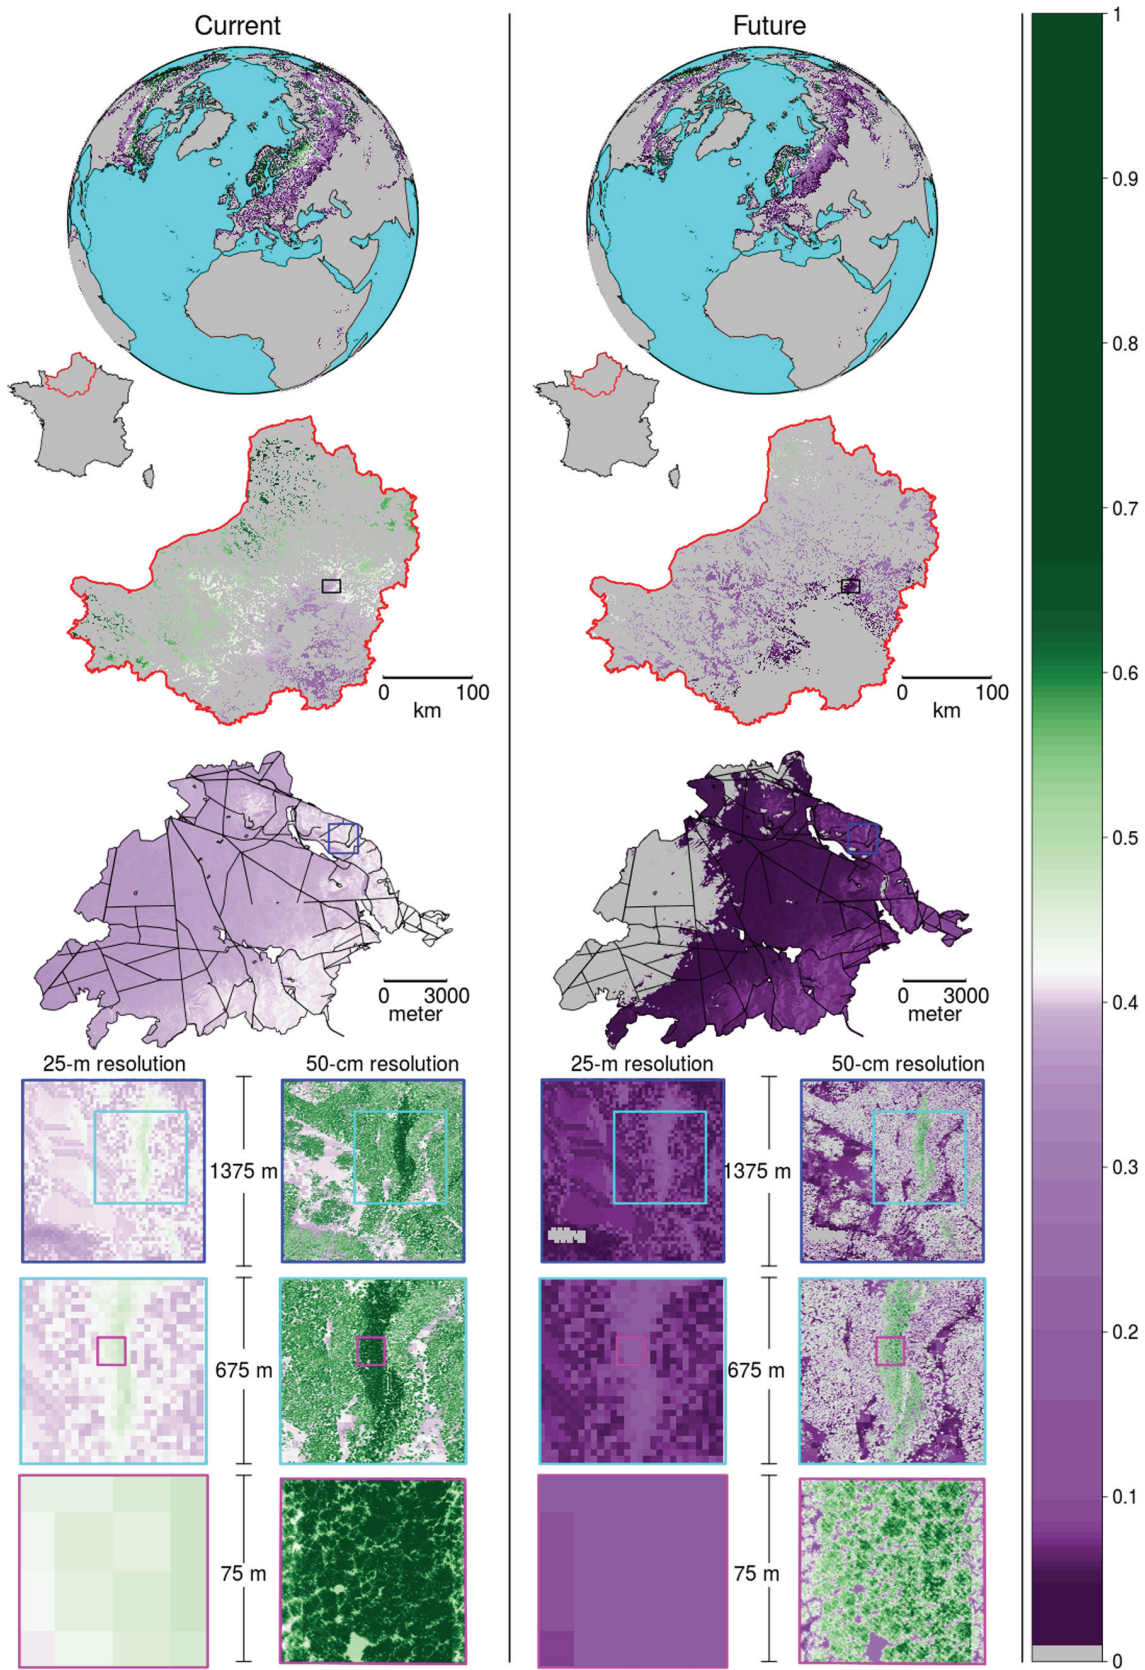 Current
Future
0 100
km
0 100
km
0 3000
meter
0 3000
meter
25-m resolution
50-cm resolution
25-m resolution
50-cm resolution
1375 m
1375 m
675 m
675 m
75 m
75 m
1
0.9
0.8
0.7
0.6
0.5
0.4
0.3
0.2
0.1
0